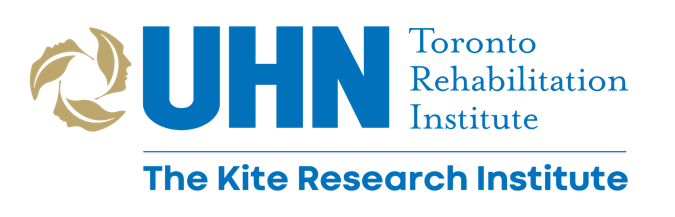 UHN
Toronto
Rehabilitation
Institute
The Kite Research Institute